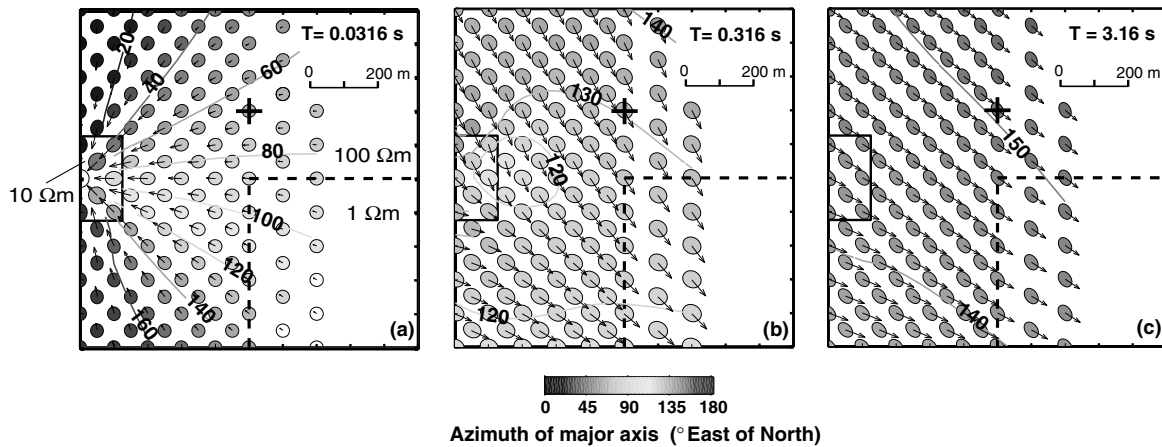 T= 0.0316 s
0 200 m
20
40
60
80
100 Ωm
10 Ωm
1 Ωm
100
120
140
160
(a)
T= 0.316 s
0 200 m
140
130
120
120
(b)
T= 3.16 s
0 200 m
150
140
(c)
0 45 90 135 180
Azimuth of major axis (°East of North)